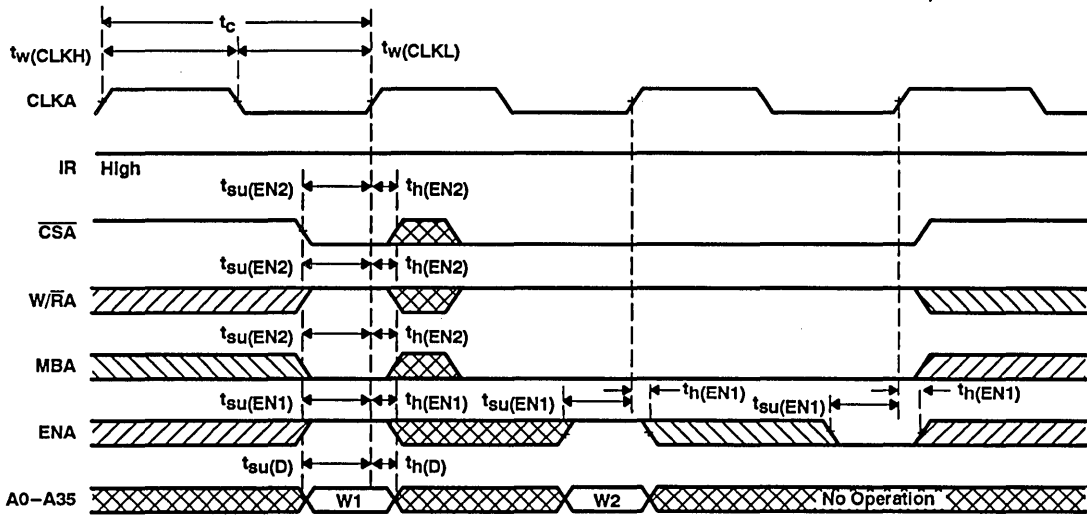 tc
tw(CLKH)
tw(CLKL)
CLKA
IR High
tsu(EN2) th(EN2)
CSA
tsu(EN2) th(EN2)
W/RA
tsu(EN2) th(EN2)
MBA
tsu(EN1) th(EN1) tsu(EN1) th(EN1) tsu(EN1) th(EN1)
ENA
tsu(D) th(D)
A0–A35 W1 W2 No Operation